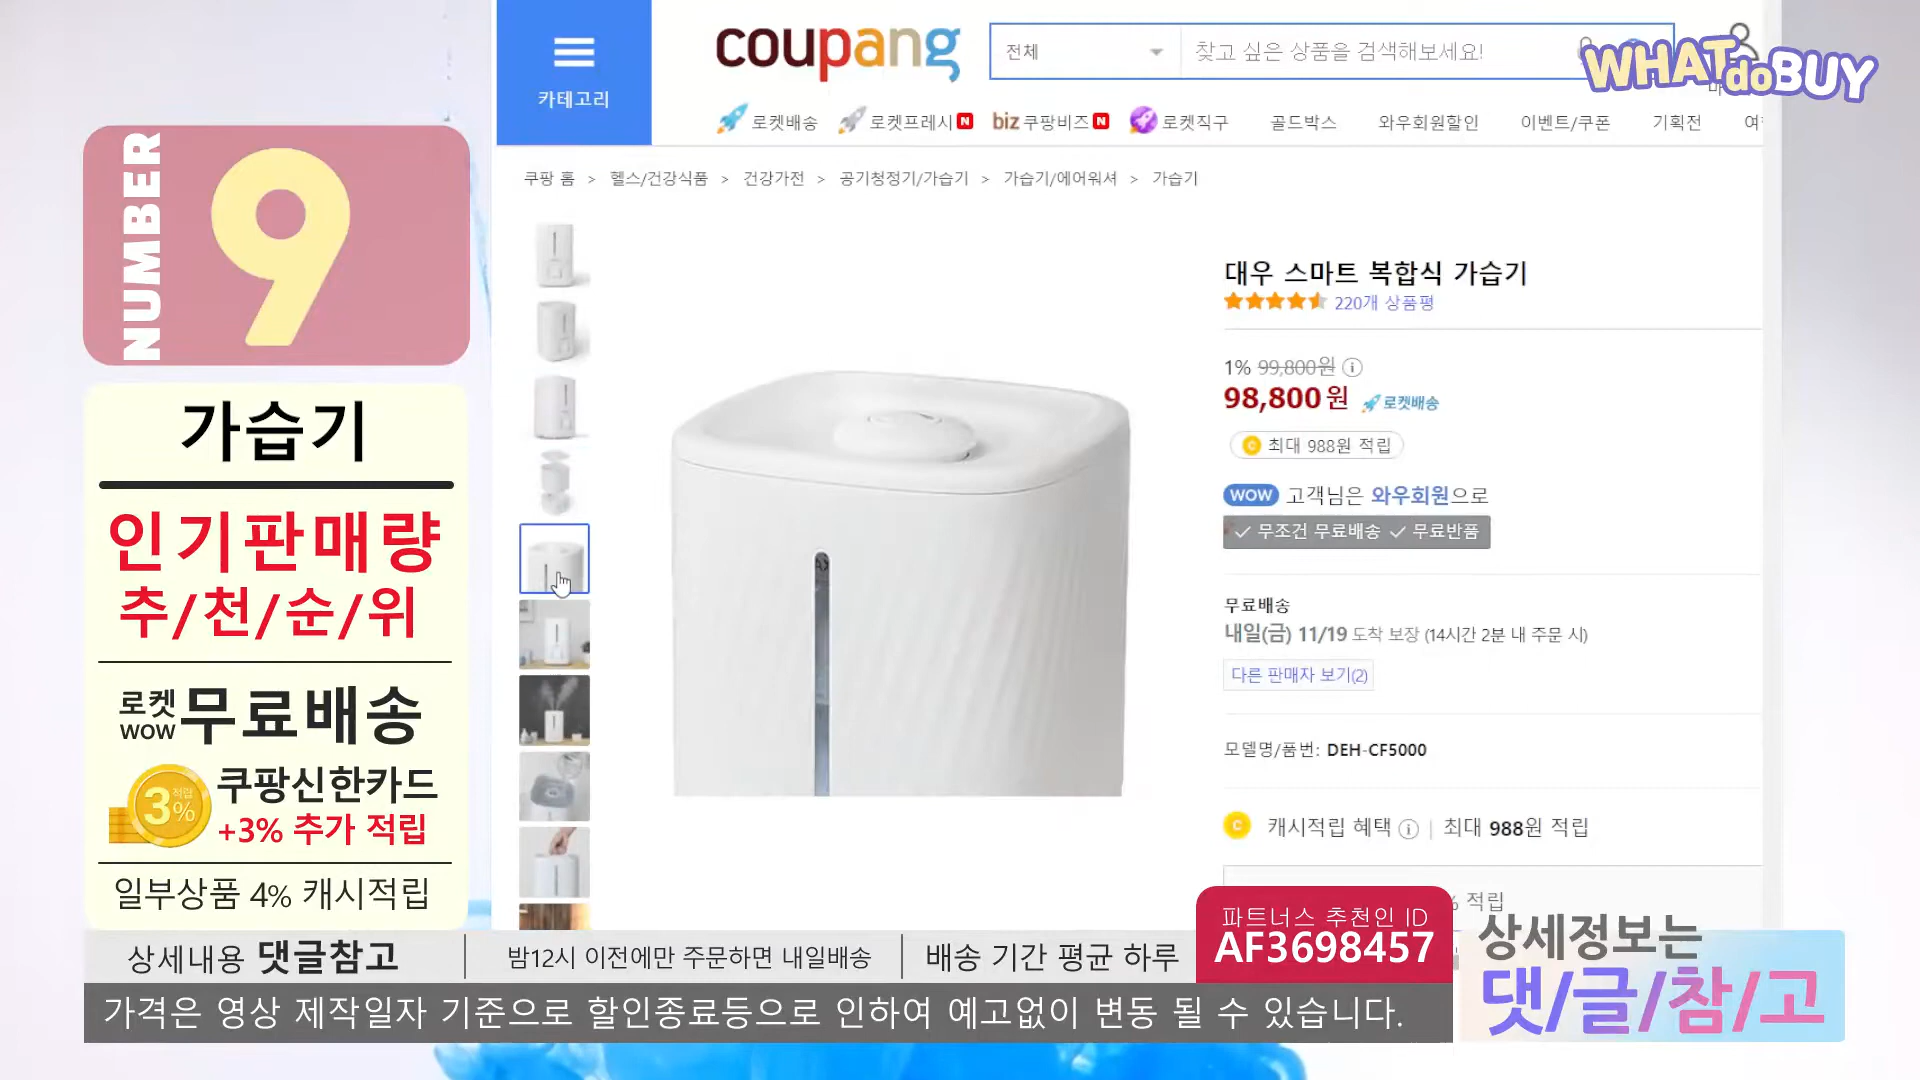 NUMBER
9
가습기
인기판매량
추/천/순/위
로켓
WOW
무료배송
3% 적립
쿠팡신한카드
+3% 추가 적립
일부상품 4% 캐시적립
카테고리
coupang
전체
찾고 싶은 상품을 검색해보세요!
WHAT do BUY
로켓배송
로켓프레시 N
biz 쿠팡비즈 N
로켓직구
골드박스
와우회원할인
이벤트/쿠폰
기획전
쿠팡 홈 > 헬스/건강식품 > 건강가전 > 공기청정기/가습기 > 가습기/에어워셔 > 가습기
대우 스마트 복합식 가습기
220개 상품평
1% 99,800원
98,800원 로켓배송
최대 988원 적립
WOW 고객님은 와우회원으로
✓ 무조건 무료배송 ✓ 무료반품
무료배송
내일(금) 11/19 도착 보장 (14시간 2분 내 주문 시)
다른 판매자 보기(2)
모델명/품번: DEH-CF5000
캐시적립 혜택 | 최대 988원 적립
% 적립
파트너스 추천인 ID
AF3698457
상세내용 댓글참고
밤12시 이전에만 주문하면 내일배송
배송 기간 평균 하루
가격은 영상 제작일자 기준으로 할인종료등으로 인하여 예고없이 변동 될 수 있습니다.
상세정보는
댓/글/참/고